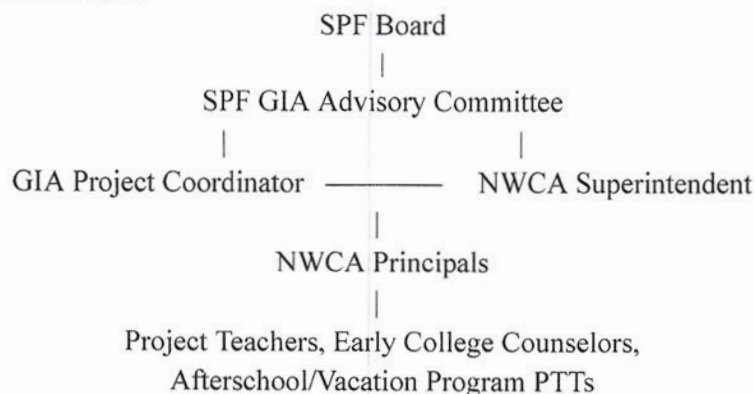 SPF Board
SPF GIA Advisory Committee
GIA Project Coordinator NWCA Superintendent
NWCA Principals
Project Teachers, Early College Counselors,
Afterschool/Vacation Program PTTs